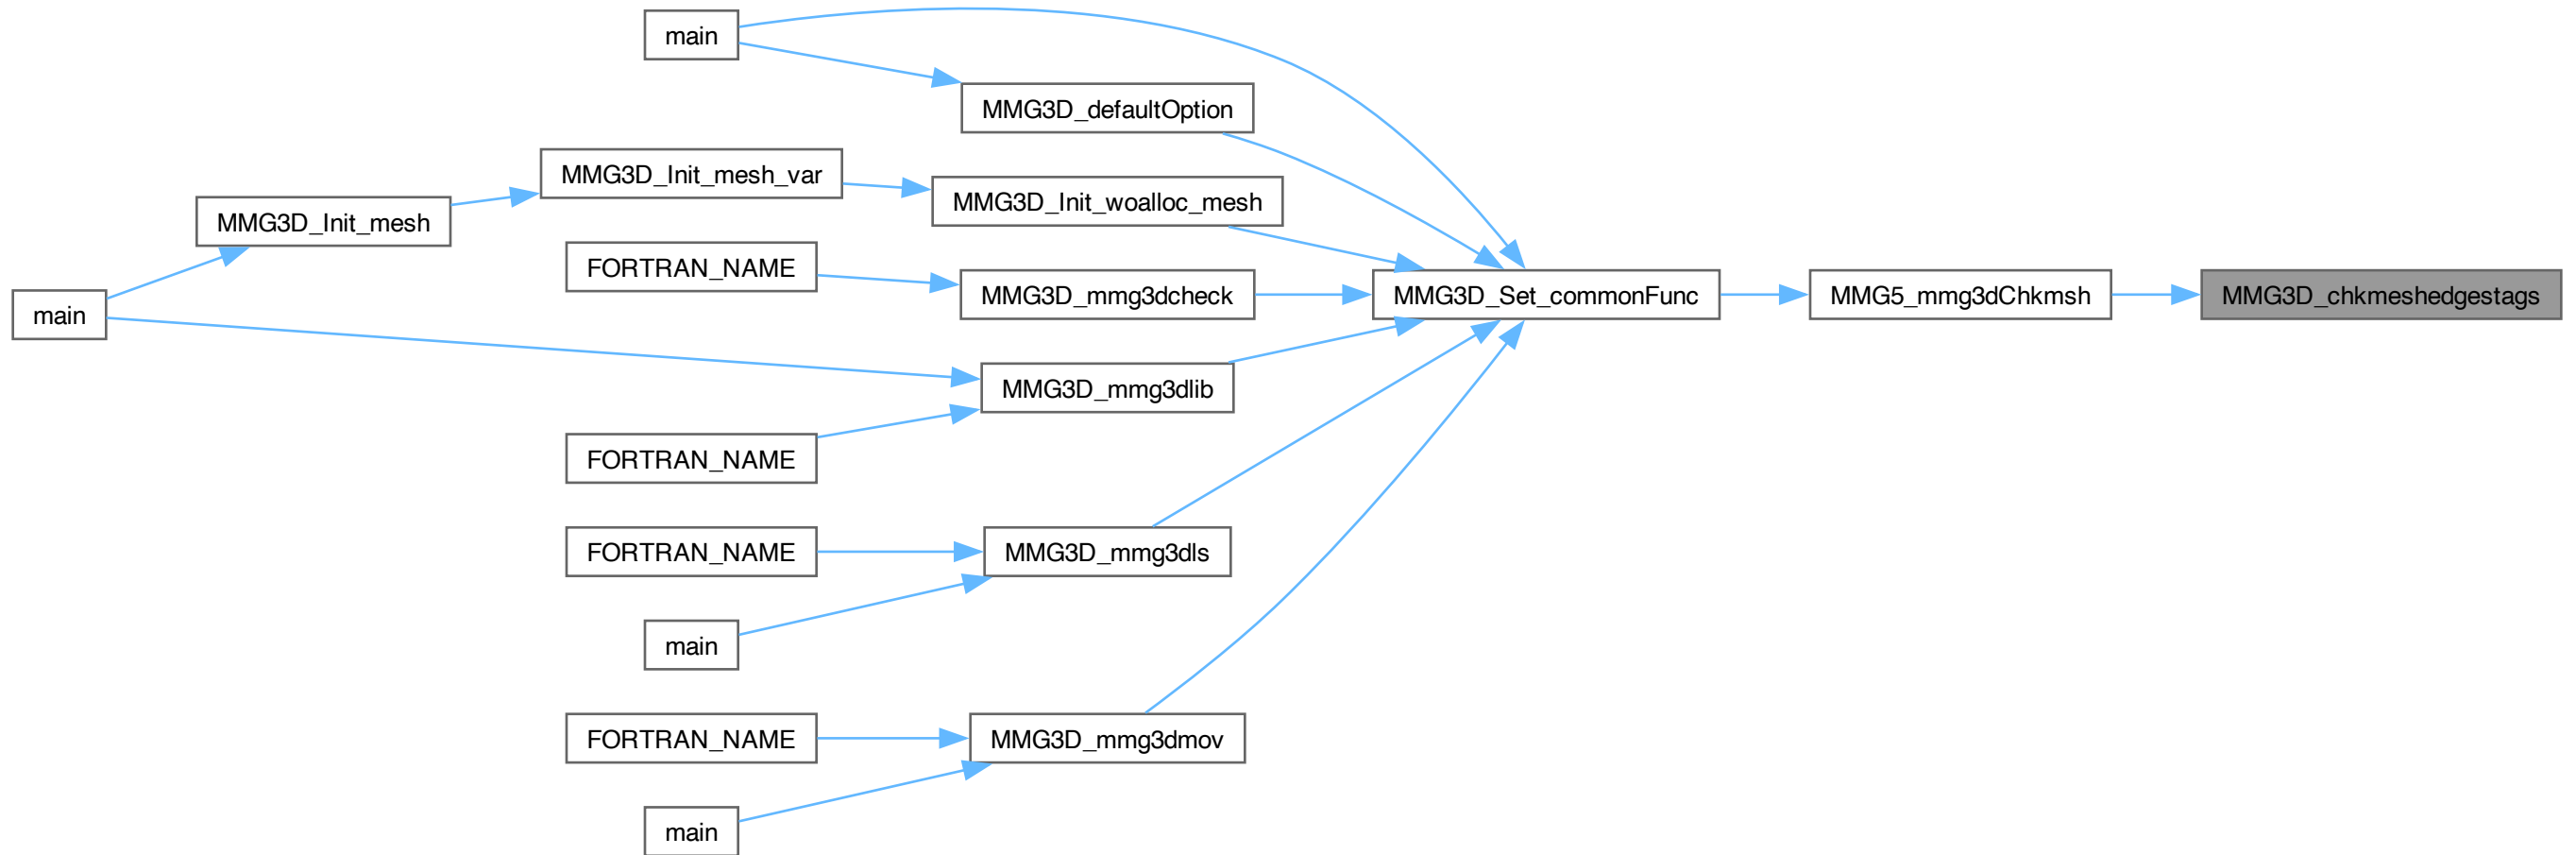 main
MMG3D_defaultOption
MMG3D_Init_mesh_var
MMG3D_Init_woalloc_mesh
MMG3D_Init_mesh
FORTRAN_NAME
MMG3D_mmg3dcheck
MMG3D_Set_commonFunc
MMG5_mmg3dChkmsh
MMG3D_chkmeshedgestags
main
MMG3D_mmg3dlib
FORTRAN_NAME
FORTRAN_NAME
MMG3D_mmg3dls
main
FORTRAN_NAME
MMG3D_mmg3dmov
main